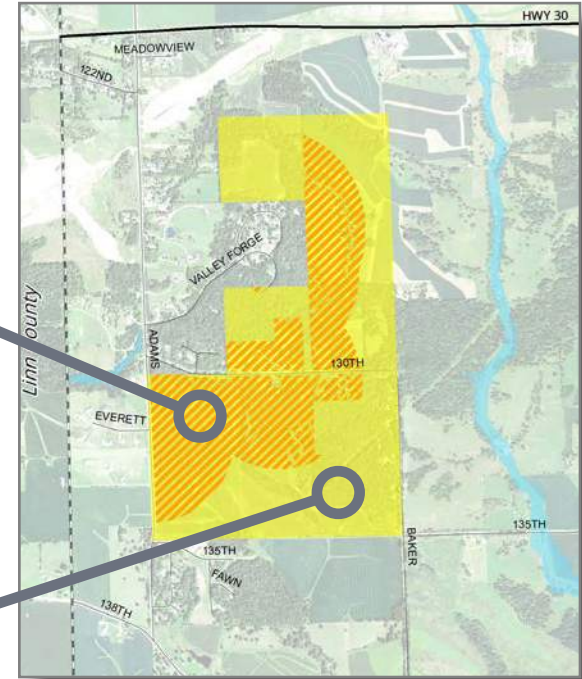 HWY 30
MEADOWVIEW
122ND
VALLEY FORGE
Linn County
ADAMS
130TH
EVERETT
135TH
BAKER
135TH
FAWN
138TH